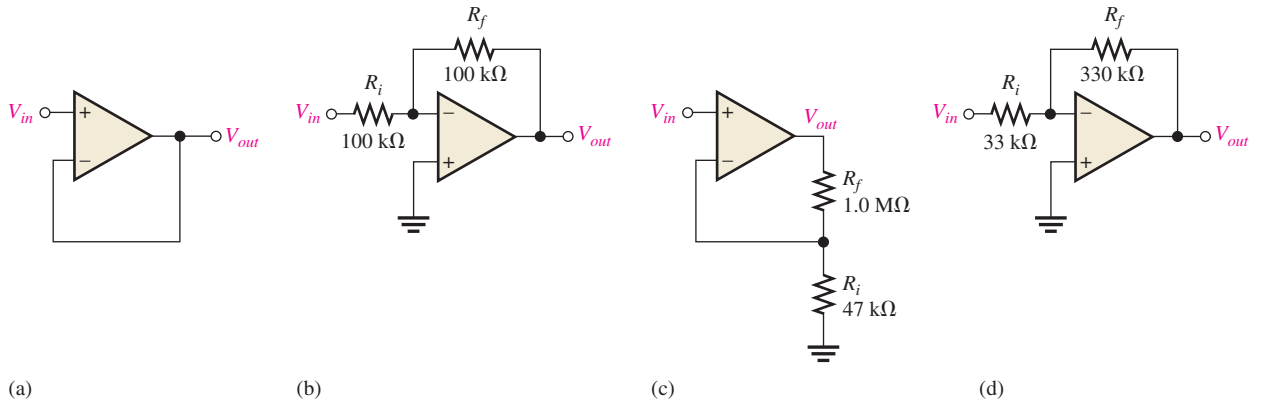 V_in
+
−
V_out
(a)
R_f
100 kΩ
R_i
V_in
100 kΩ
−
+
V_out
(b)
V_in
+
−
V_out
R_f
1.0 MΩ
R_i
47 kΩ
(c)
R_f
330 kΩ
R_i
V_in
33 kΩ
−
+
V_out
(d)